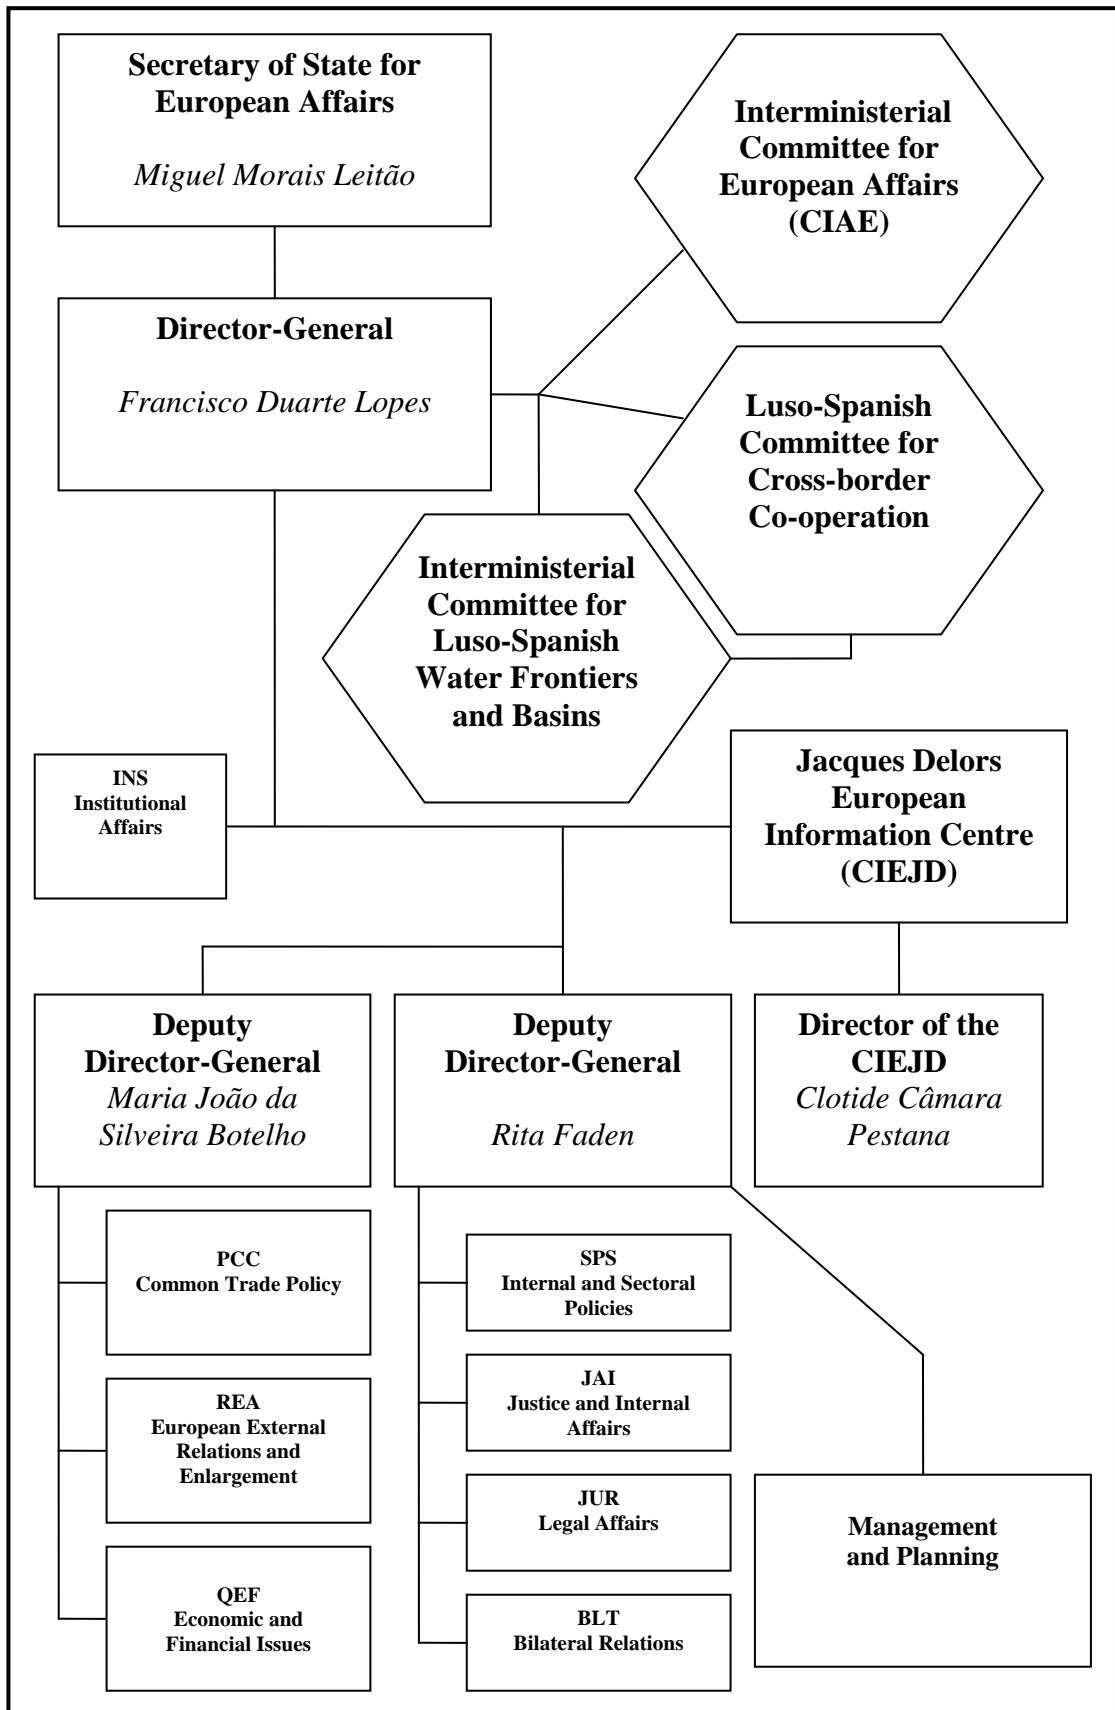 Secretary of State for
European Affairs
Miguel Morais Leitão
Interministerial
Committee for
European Affairs
(CIAE)
Director-General
Francisco Duarte Lopes
Luso-Spanish
Committee for
Cross-border
Co-operation
Interministerial
Committee for
Luso-Spanish
Water Frontiers
and Basins
INS
Institutional
Affairs
Jacques Delors
European
Information Centre
(CIEJD)
Deputy
Director-General
Maria João da
Silveira Botelho
Deputy
Director-General
Rita Faden
Director of the
CIEJD
Clotide Câmara
Pestana
PCC
Common Trade Policy
REA
European External
Relations and
Enlargement
QEF
Economic and
Financial Issues
SPS
Internal and Sectoral
Policies
JAI
Justice and Internal
Affairs
JUR
Legal Affairs
BLT
Bilateral Relations
Management
and Planning